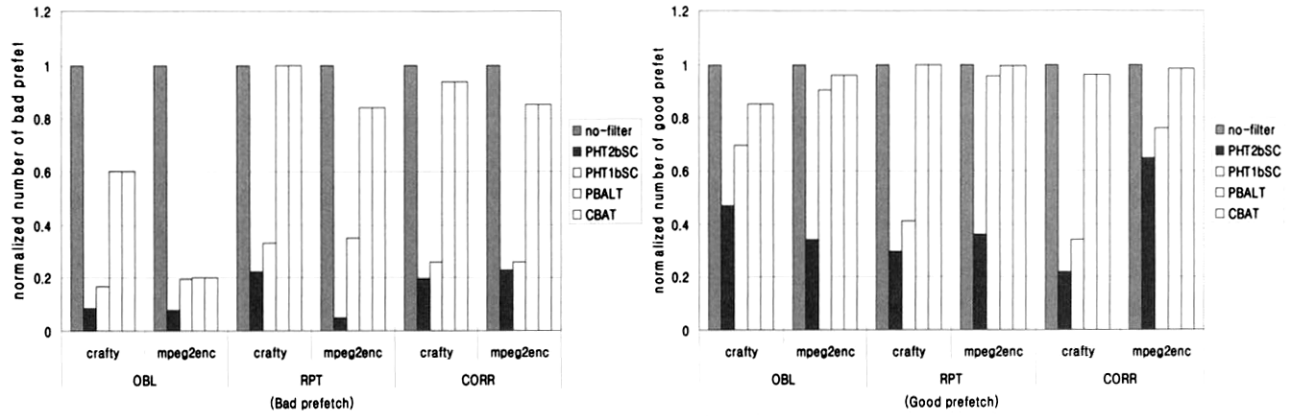 normalized number of bad prefet
1.2
1
0.8
0.6
0.4
0.2
0
crafty mpeg2enc crafty mpeg2enc crafty mpeg2enc
OBL RPT CORR
(Bad prefetch)
no-filter
PHT2bSC
PHT1bSC
PBALT
CBAT
normalized number of good prefet
1.2
1
0.8
0.6
0.4
0.2
0
crafty mpeg2enc crafty mpeg2enc crafty mpeg2enc
OBL RPT CORR
(Good prefetch)
no-filter
PHT2bSC
PHT1bSC
PBALT
CBAT